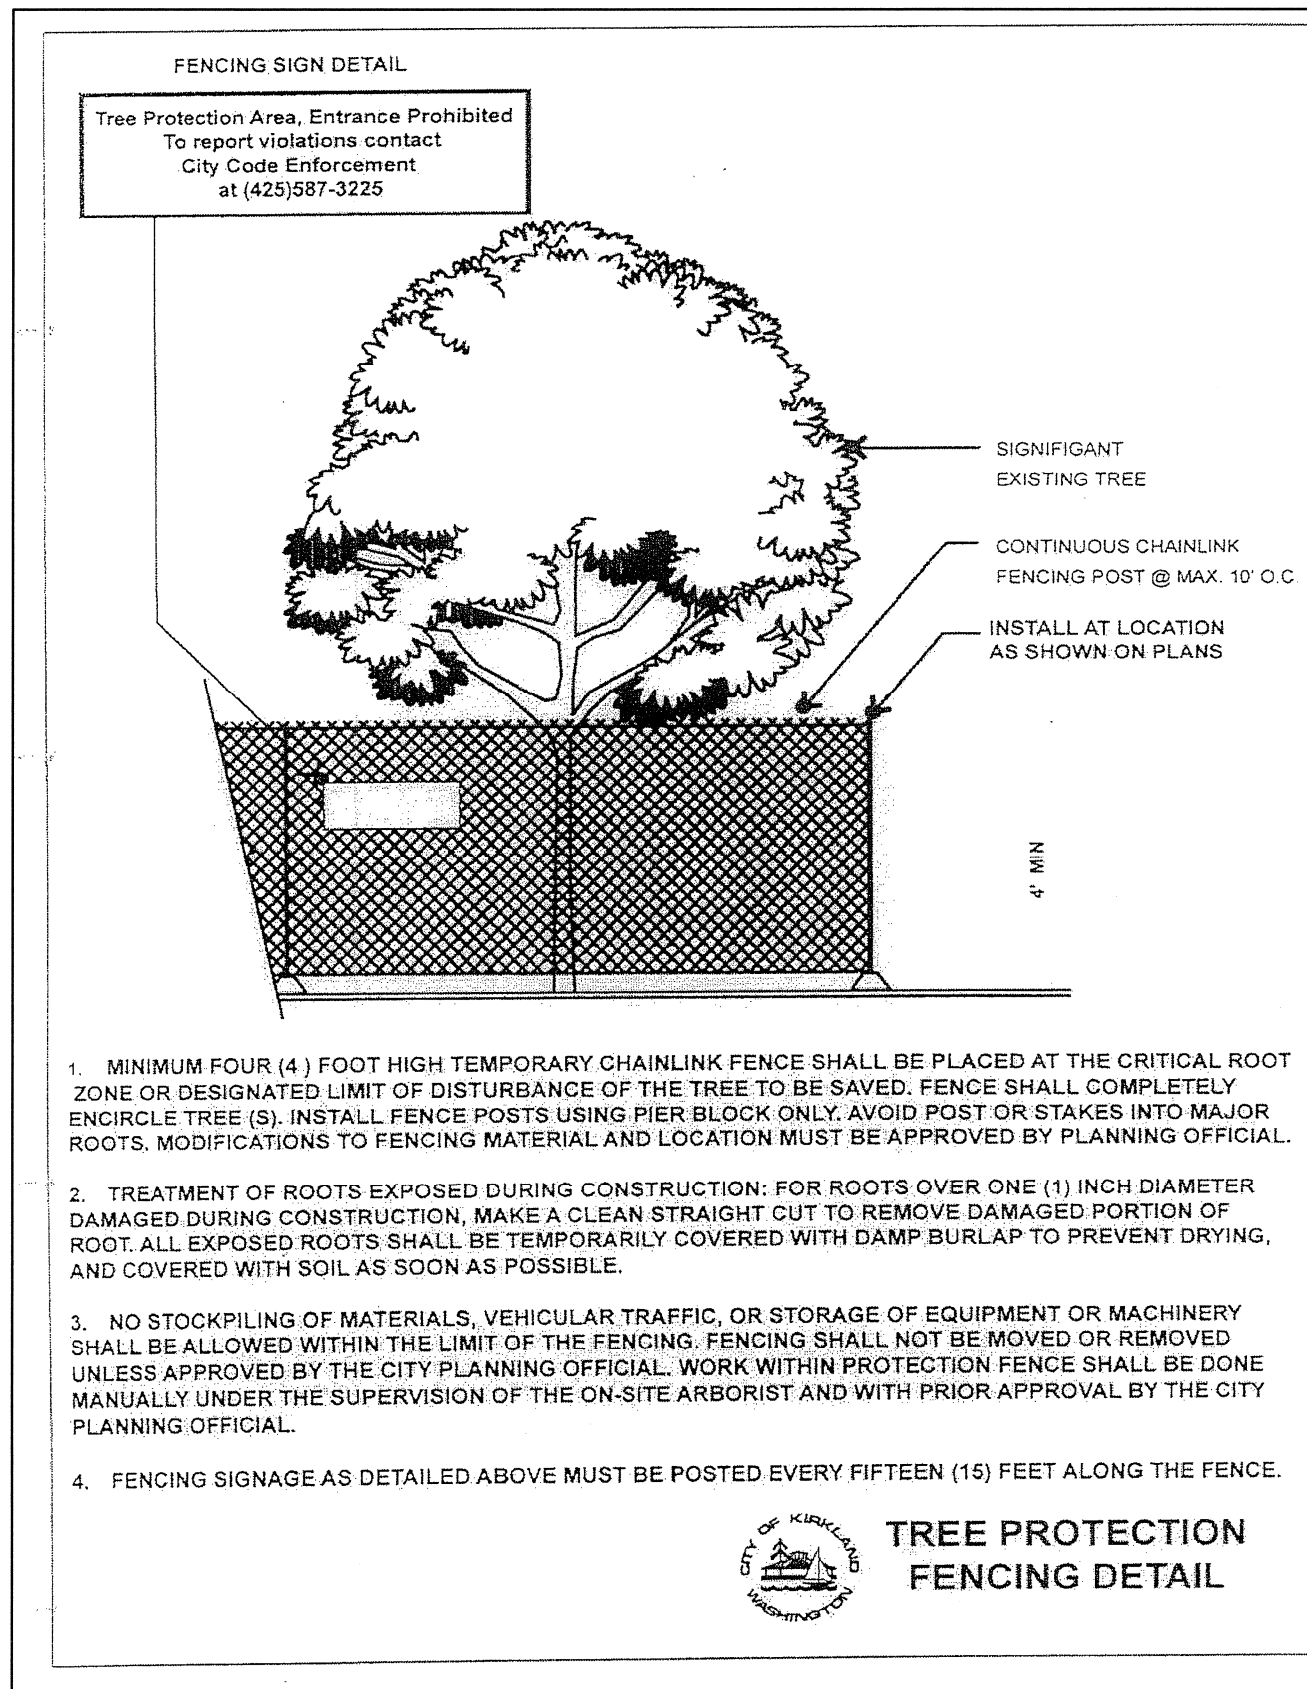 FENCING SIGN DETAIL
Tree Protection Area, Entrance Prohibited
To report violations contact
City Code Enforcement
at (425)587-3225
SIGNIFIGANT
EXISTING TREE
CONTINUOUS CHAINLINK
FENCING POST @ MAX. 10' O.C.
INSTALL AT LOCATION
AS SHOWN ON PLANS
4' MIN
1. MINIMUM FOUR (4 ) FOOT HIGH TEMPORARY CHAINLINK FENCE SHALL BE PLACED AT THE CRITICAL ROOT
ZONE OR DESIGNATED LIMIT OF DISTURBANCE OF THE TREE TO BE SAVED. FENCE SHALL COMPLETELY
ENCIRCLE TREE (S). INSTALL FENCE POSTS USING PIER BLOCK ONLY. AVOID POST OR STAKES INTO MAJOR
ROOTS. MODIFICATIONS TO FENCING MATERIAL AND LOCATION MUST BE APPROVED BY PLANNING OFFICIAL.
2. TREATMENT OF ROOTS EXPOSED DURING CONSTRUCTION: FOR ROOTS OVER ONE (1) INCH DIAMETER
DAMAGED DURING CONSTRUCTION, MAKE A CLEAN STRAIGHT CUT TO REMOVE DAMAGED PORTION OF
ROOT. ALL EXPOSED ROOTS SHALL BE TEMPORARILY COVERED WITH DAMP BURLAP TO PREVENT DRYING,
AND COVERED WITH SOIL AS SOON AS POSSIBLE.
3. NO STOCKPILING OF MATERIALS, VEHICULAR TRAFFIC, OR STORAGE OF EQUIPMENT OR MACHINERY
SHALL BE ALLOWED WITHIN THE LIMIT OF THE FENCING. FENCING SHALL NOT BE MOVED OR REMOVED
UNLESS APPROVED BY THE CITY PLANNING OFFICIAL. WORK WITHIN PROTECTION FENCE SHALL BE DONE
MANUALLY UNDER THE SUPERVISION OF THE ON-SITE ARBORIST AND WITH PRIOR APPROVAL BY THE CITY
PLANNING OFFICIAL.
4. FENCING SIGNAGE AS DETAILED ABOVE MUST BE POSTED EVERY FIFTEEN (15) FEET ALONG THE FENCE.
CITY OF KIRKLAND
WASHINGTON
TREE PROTECTION
FENCING DETAIL